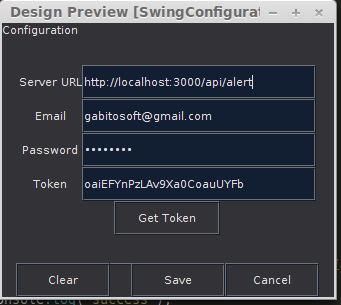 Design Preview [SwingConfigurat
Configuration
Server URL http://localhost:3000/api/alert
Email gabitosoft@gmail.com
Password ••••••••
Token oaiEFYnPzLAv9Xa0CoauUYFb
Get Token
Clear Save Cancel
console.log("success");